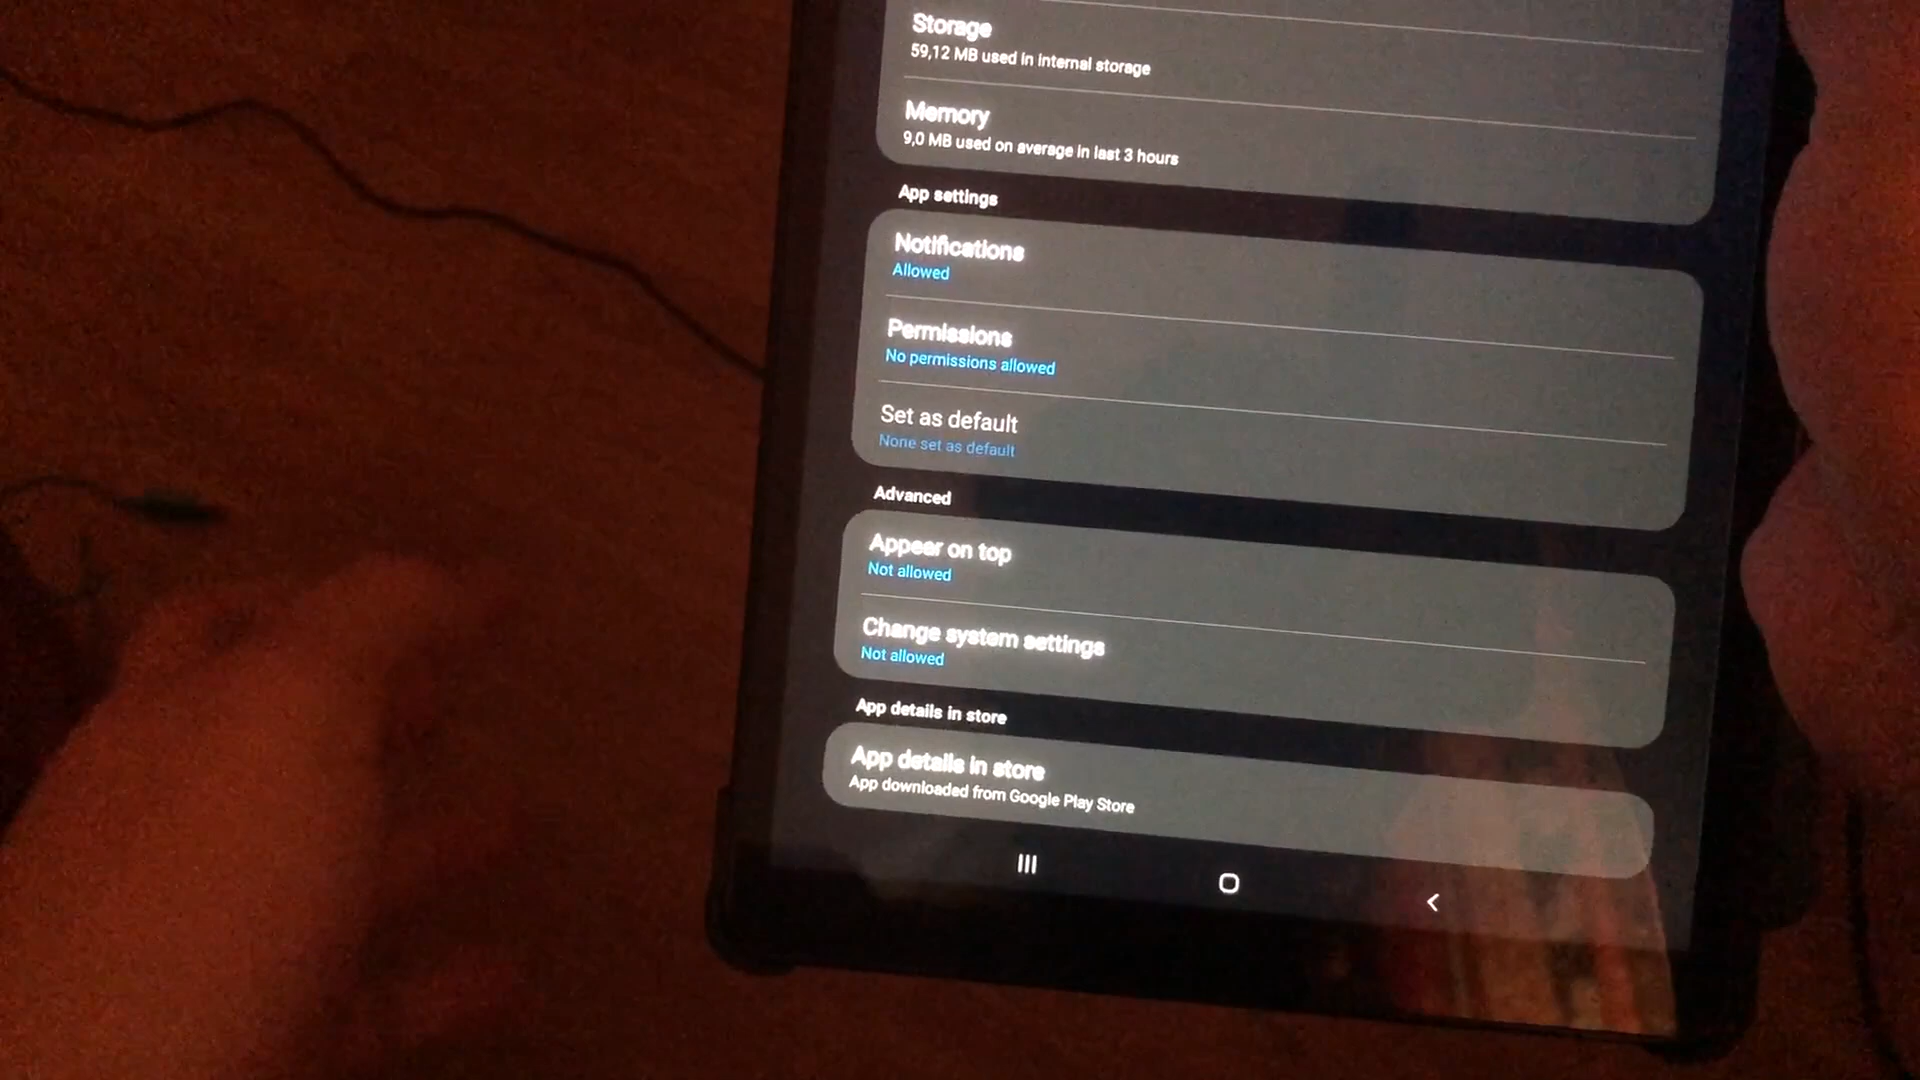 Storage
59,12 MB used in internal storage
Memory
9,0 MB used on average in last 3 hours
App settings
Notifications
Allowed
Permissions
No permissions allowed
Set as default
None set as default
Advanced
Appear on top
Not allowed
Change system settings
Not allowed
App details in store
App details in store
App downloaded from Google Play Store